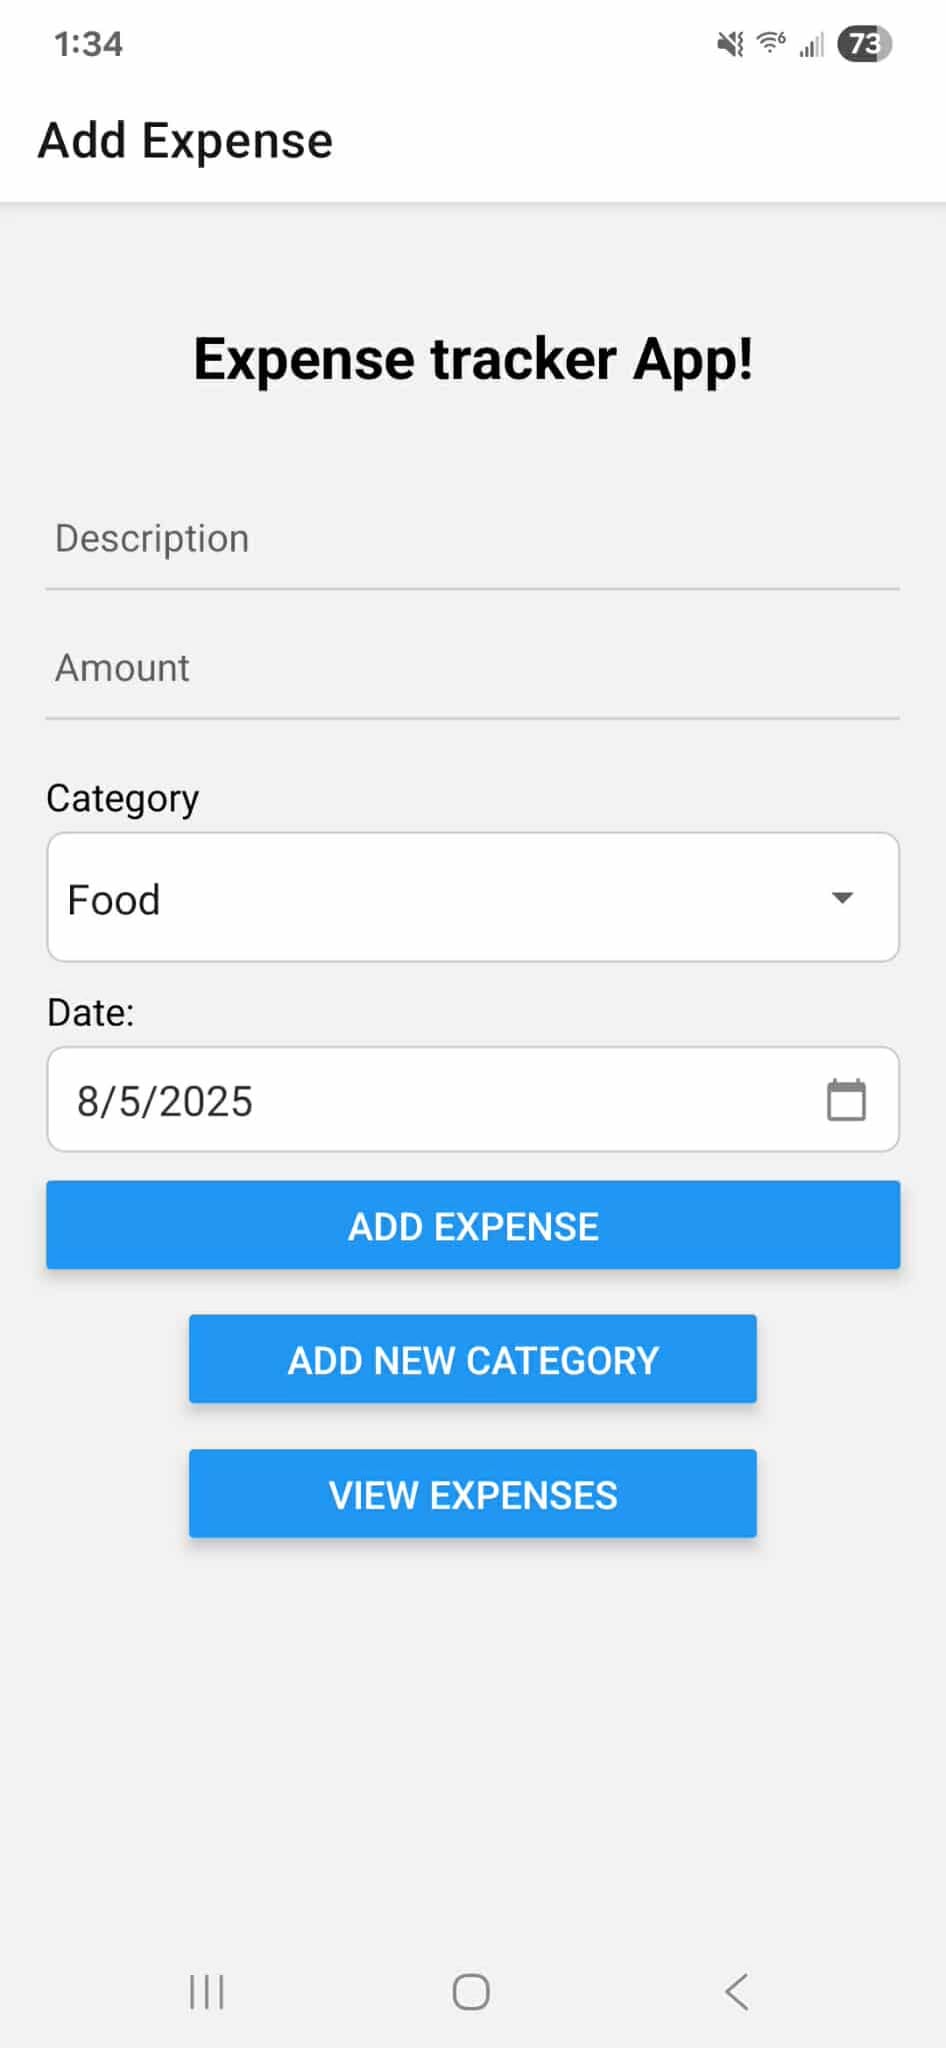 1:34
6
73
Add Expense
Expense tracker App!
Description
Amount
Category
Food
Date:
8/5/2025
ADD EXPENSE
ADD NEW CATEGORY
VIEW EXPENSES